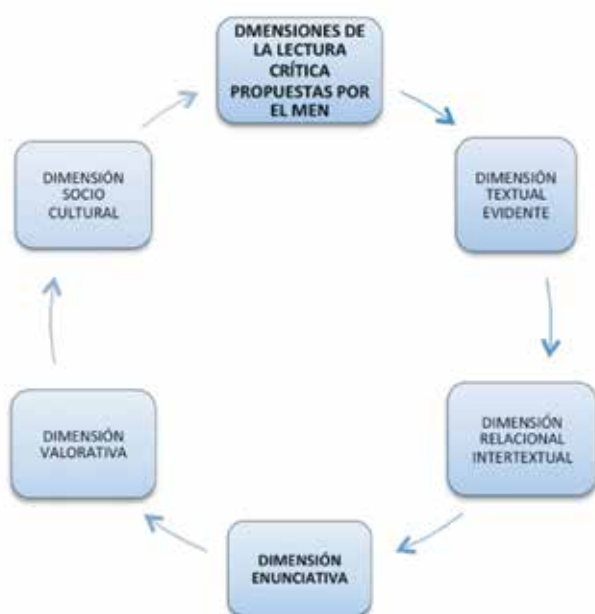 DMENSIONES DE
LA LECTURA
CRÍTICA
PROPUESTAS POR
EL MEN
DIMENSIÓN
TEXTUAL
EVIDENTE
DIMENSIÓN
RELACIONAL
INTERTEXTUAL
DIMENSIÓN
ENUNCIATIVA
DIMENSIÓN
VALORATIVA
DIMENSIÓN
SOCIO
CULTURAL